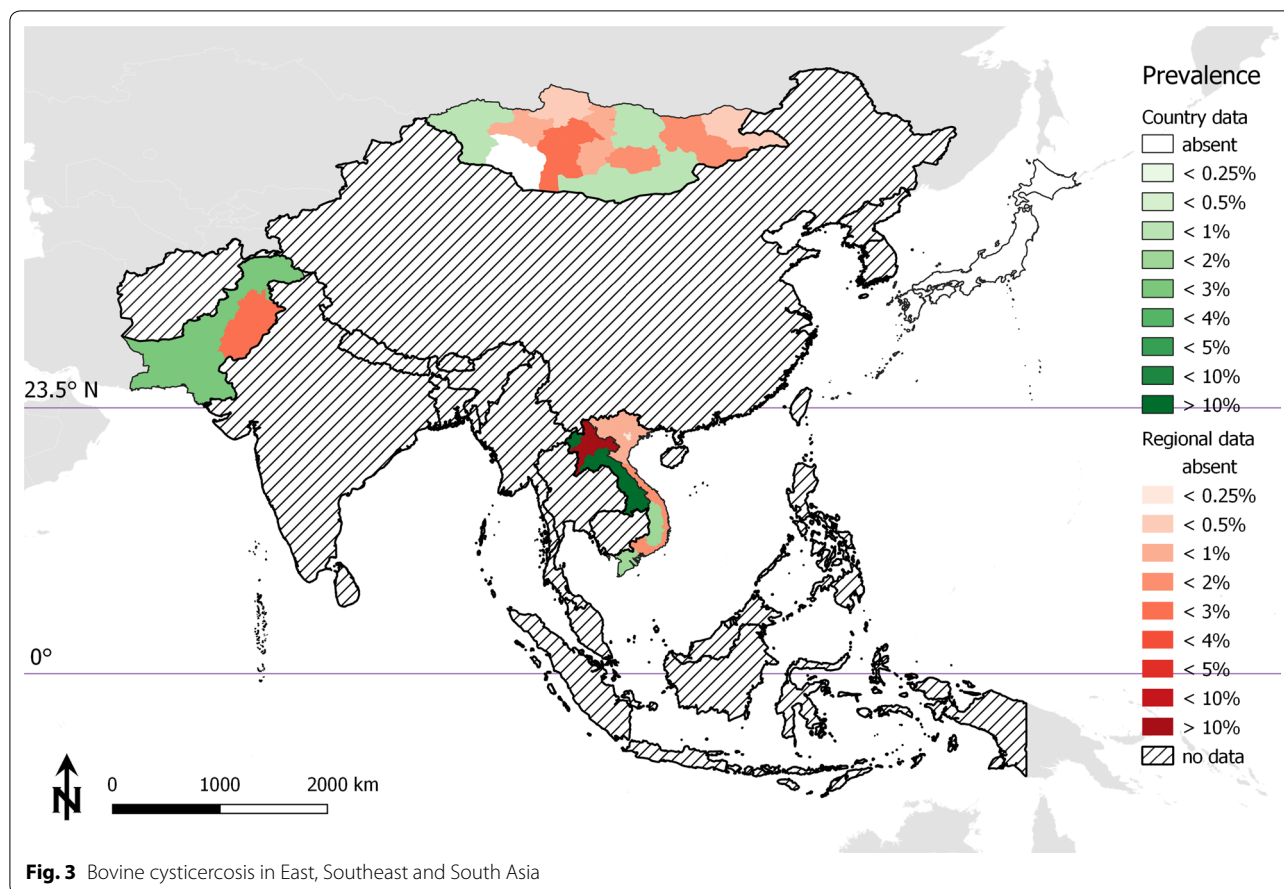 Prevalence
Country data
absent
< 0.25%
< 0.5%
< 1%
< 2%
< 3%
< 4%
< 5%
< 10%
> 10%
Regional data
absent
< 0.25%
< 0.5%
< 1%
< 2%
< 3%
< 4%
< 5%
< 10%
> 10%
no data
23.5° N
0°
N
0 1000 2000 km
Fig. 3 Bovine cysticercosis in East, Southeast and South Asia